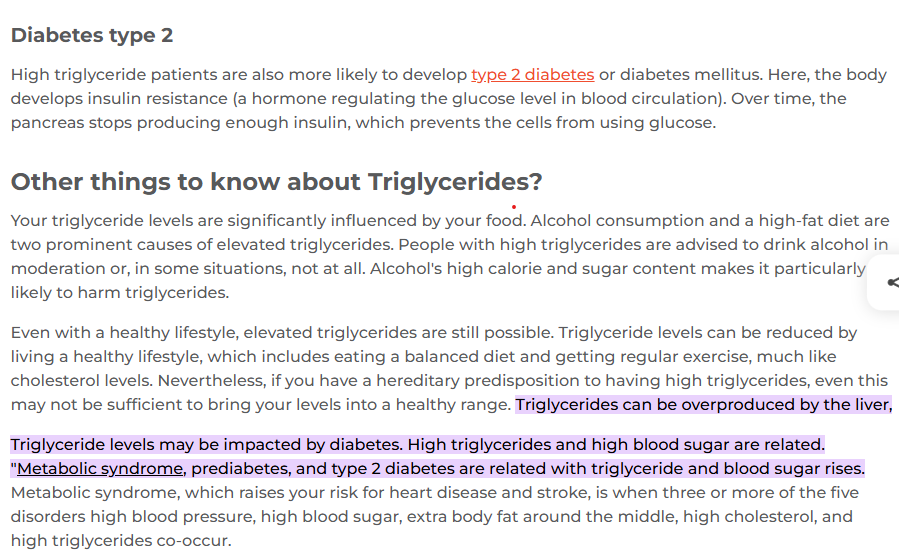 Diabetes type 2
High triglyceride patients are also more likely to develop type 2 diabetes or diabetes mellitus. Here, the body
develops insulin resistance (a hormone regulating the glucose level in blood circulation). Over time, the
pancreas stops producing enough insulin, which prevents the cells from using glucose.
Other things to know about Triglycerides?
Your triglyceride levels are significantly influenced by your food. Alcohol consumption and a high-fat diet are
two prominent causes of elevated triglycerides. People with high triglycerides are advised to drink alcohol in
moderation or, in some situations, not at all. Alcohol's high calorie and sugar content makes it particularly
likely to harm triglycerides.
Even with a healthy lifestyle, elevated triglycerides are still possible. Triglyceride levels can be reduced by
living a healthy lifestyle, which includes eating a balanced diet and getting regular exercise, much like
cholesterol levels. Nevertheless, if you have a hereditary predisposition to having high triglycerides, even this
may not be sufficient to bring your levels into a healthy range. Triglycerides can be overproduced by the liver,
Triglyceride levels may be impacted by diabetes. High triglycerides and high blood sugar are related.
"Metabolic syndrome, prediabetes, and type 2 diabetes are related with triglyceride and blood sugar rises.
Metabolic syndrome, which raises your risk for heart disease and stroke, is when three or more of the five
disorders high blood pressure, high blood sugar, extra body fat around the middle, high cholesterol, and
high triglycerides co-occur.